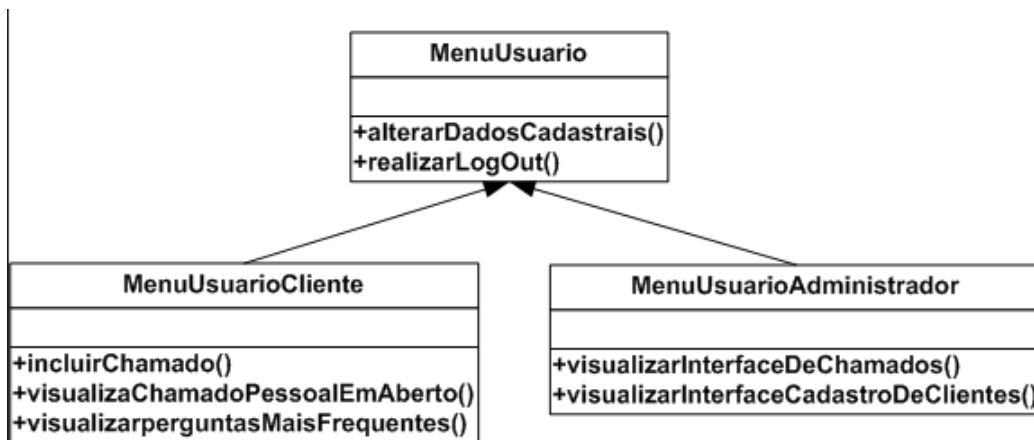 MenuUsuario
+alterarDadosCadastrais()
+realizarLogOut()
MenuUsuarioCliente
+incluirChamado()
+visualizaChamadoPessoalEmAberto()
+visualizarperguntasMaisFrequentes()
MenuUsuarioAdministrador
+visualizarInterfaceDeChamados()
+visualizarInterfaceCadastroDeClientes()